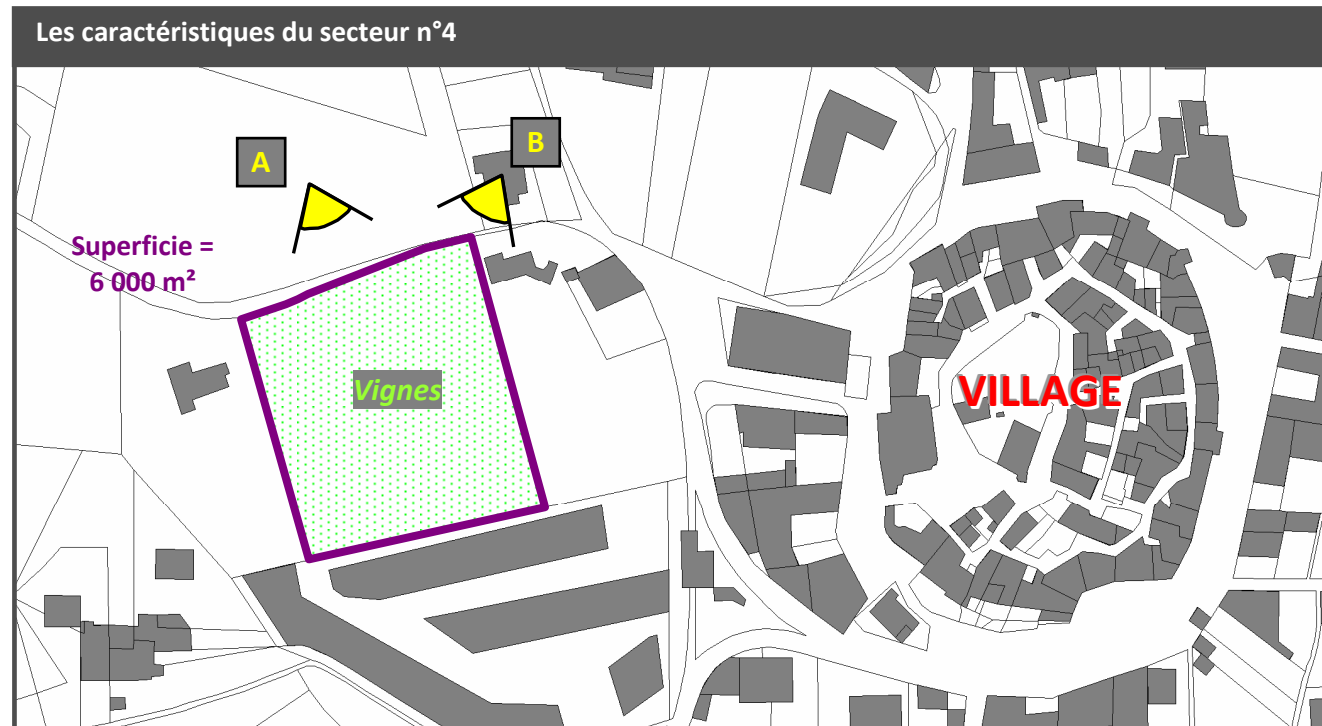 Les caractéristiques du secteur n°4
A
B
Superficie =
6 000 m²
Vignes
VILLAGE